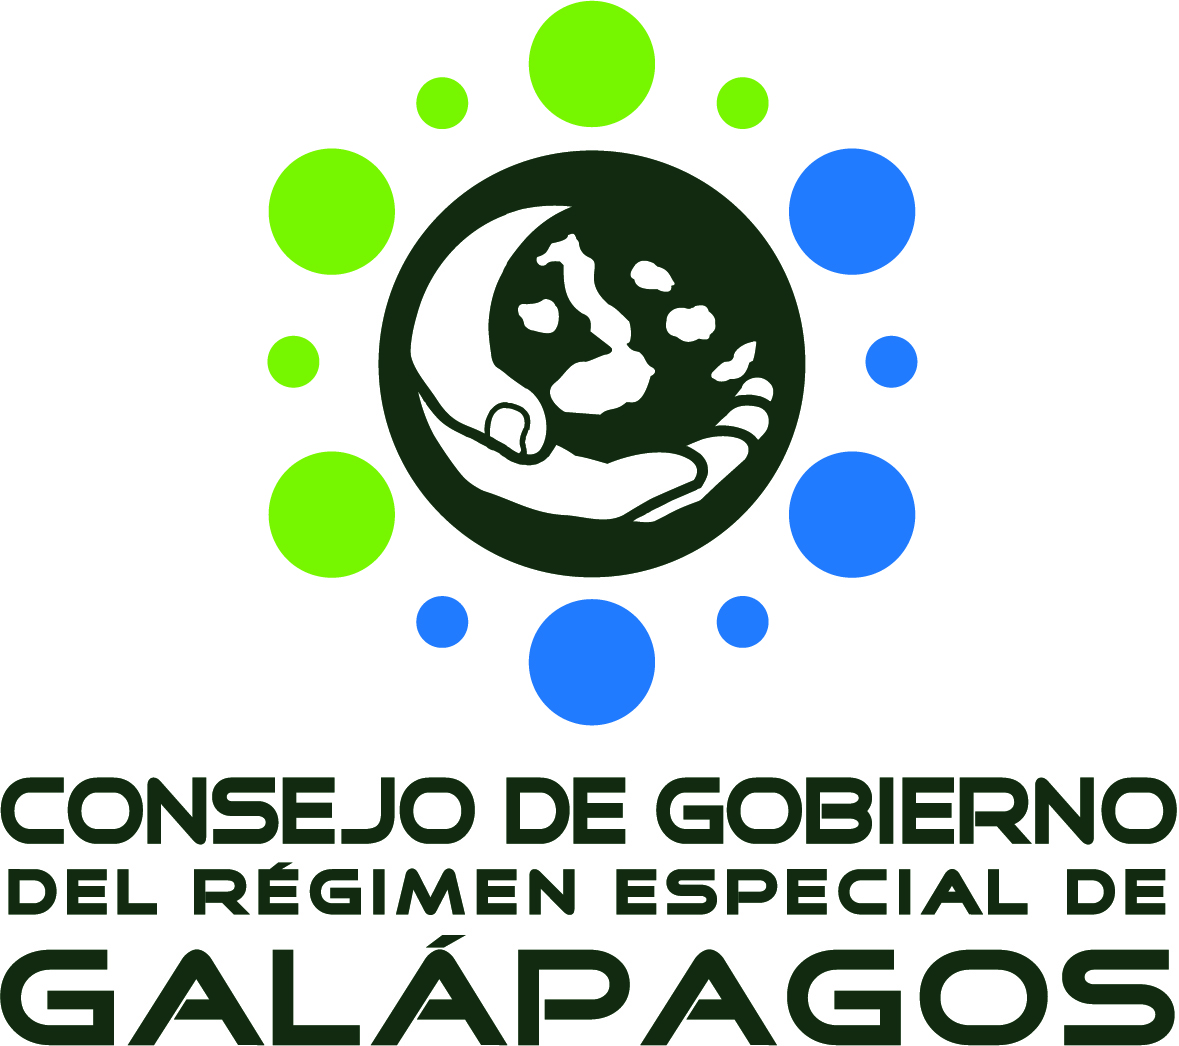 CONSEJO DE GOBIERNO
DEL RÉGIMEN ESPECIAL DE
GALÁPAGOS